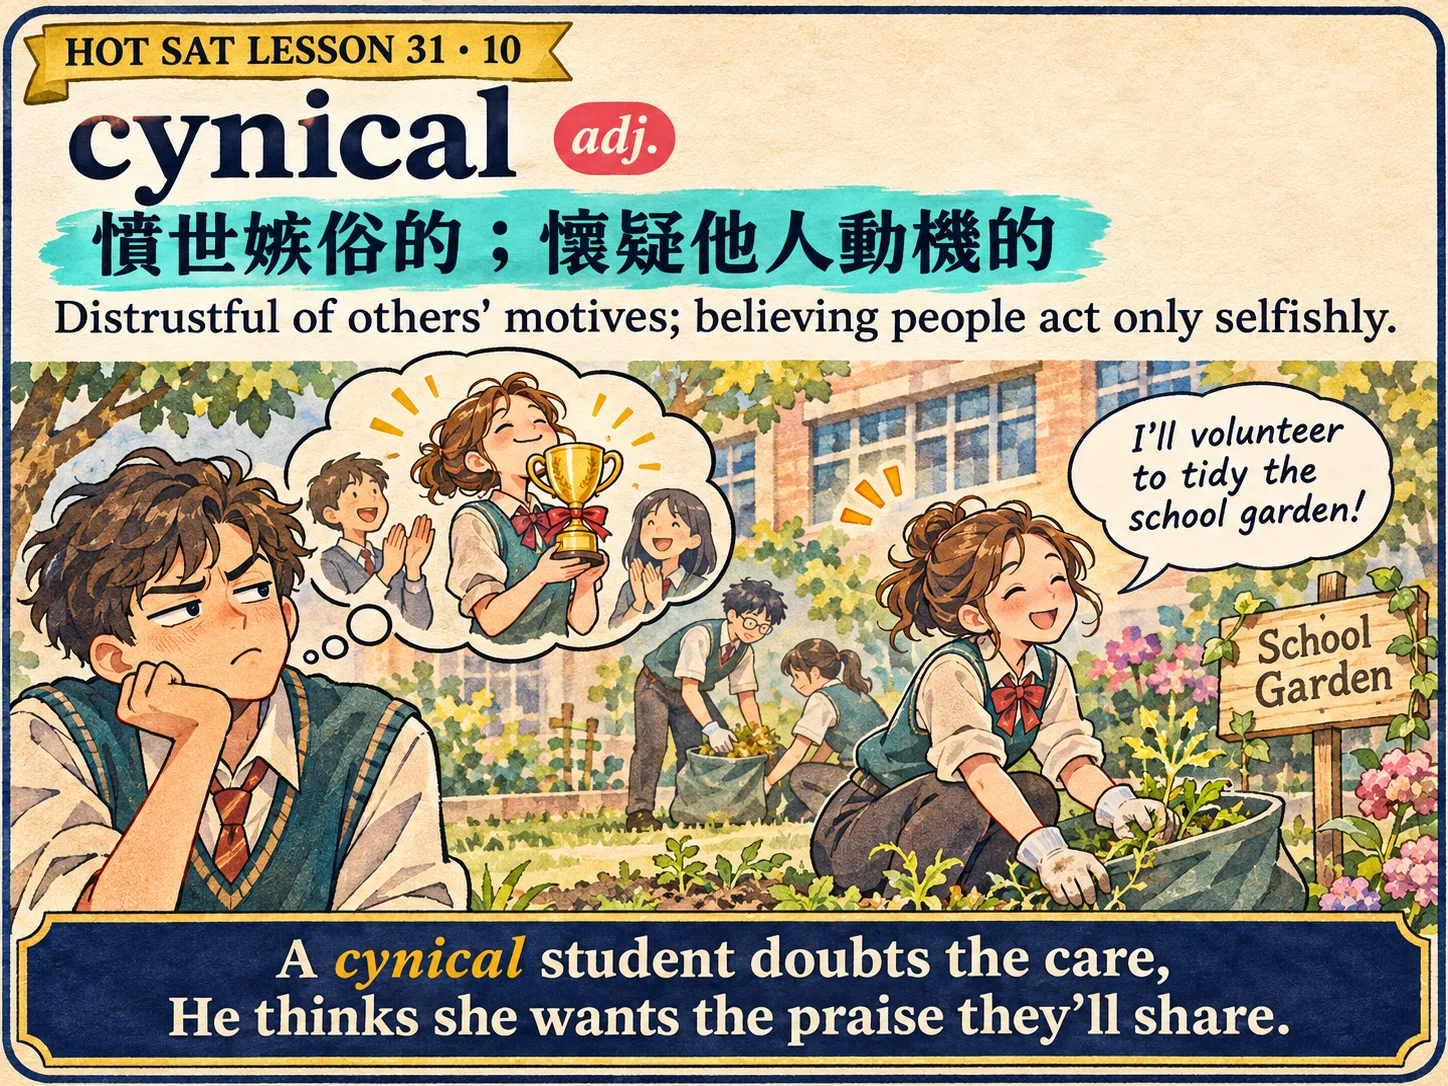 HOT SAT LESSON 31 · 10
cynical adj.
憤世嫉俗的；懷疑他人動機的
Distrustful of others’ motives; believing people act only selfishly.
I’ll volunteer
to tidy the
school garden!
School
Garden
A cynical student doubts the care,
He thinks she wants the praise they’ll share.